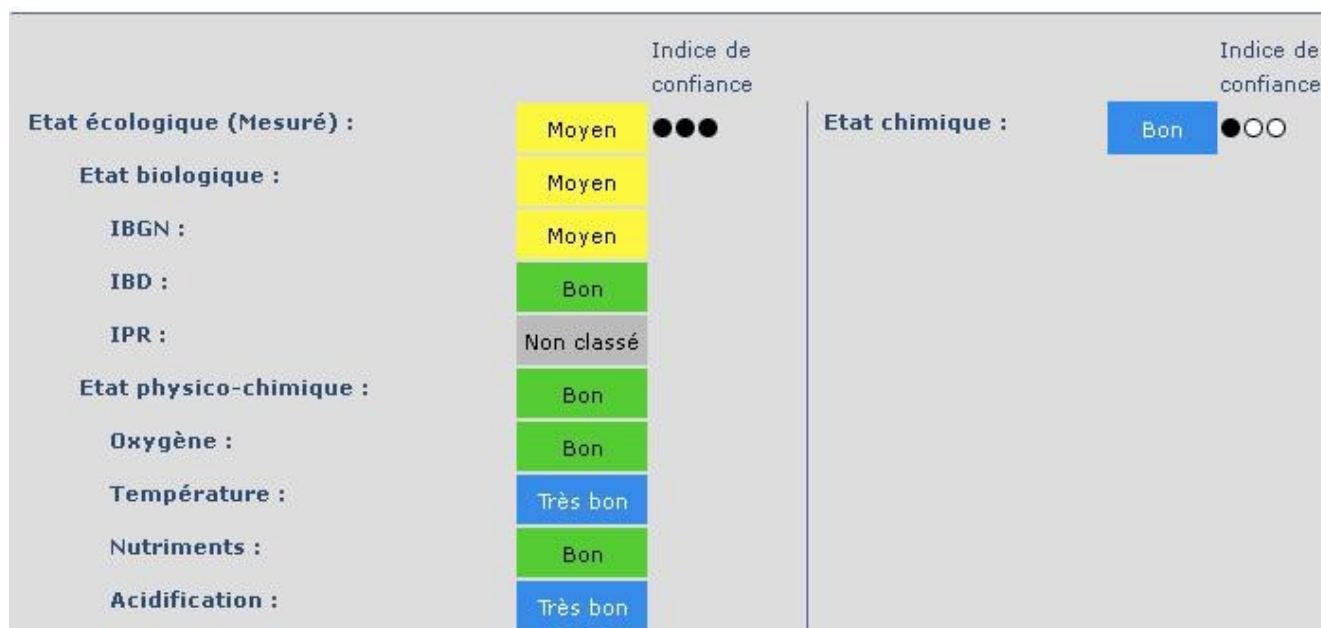 Indice de
confiance
Indice de
confiance
Etat écologique (Mesuré) : Moyen ●●● Etat chimique : Bon ●○○
Etat biologique : Moyen
IBGN : Moyen
IBD : Bon
IPR : Non classé
Etat physico-chimique : Bon
Oxygène : Bon
Température : Très bon
Nutriments : Bon
Acidification : Très bon